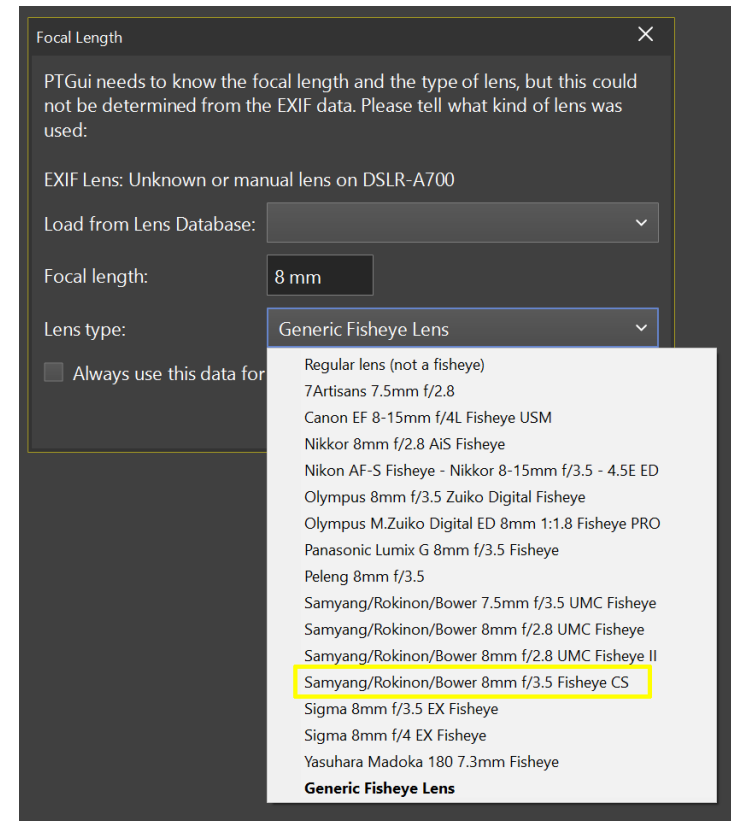 Focal Length
PTGui needs to know the focal length and the type of lens, but this could
not be determined from the EXIF data. Please tell what kind of lens was
used:
EXIF Lens: Unknown or manual lens on DSLR-A700
Load from Lens Database:
Focal length: 8 mm
Lens type: Generic Fisheye Lens
Always use this data for
Regular lens (not a fisheye)
7Artisans 7.5mm f/2.8
Canon EF 8-15mm f/4L Fisheye USM
Nikkor 8mm f/2.8 AiS Fisheye
Nikon AF-S Fisheye - Nikkor 8-15mm f/3.5 - 4.5E ED
Olympus 8mm f/3.5 Zuiko Digital Fisheye
Olympus M.Zuiko Digital ED 8mm 1:1.8 Fisheye PRO
Panasonic Lumix G 8mm f/3.5 Fisheye
Peleng 8mm f/3.5
Samyang/Rokinon/Bower 7.5mm f/3.5 UMC Fisheye
Samyang/Rokinon/Bower 8mm f/2.8 UMC Fisheye
Samyang/Rokinon/Bower 8mm f/2.8 UMC Fisheye II
Samyang/Rokinon/Bower 8mm f/3.5 Fisheye CS
Sigma 8mm f/3.5 EX Fisheye
Sigma 8mm f/4 EX Fisheye
Yasuhara Madoka 180 7.3mm Fisheye
Generic Fisheye Lens